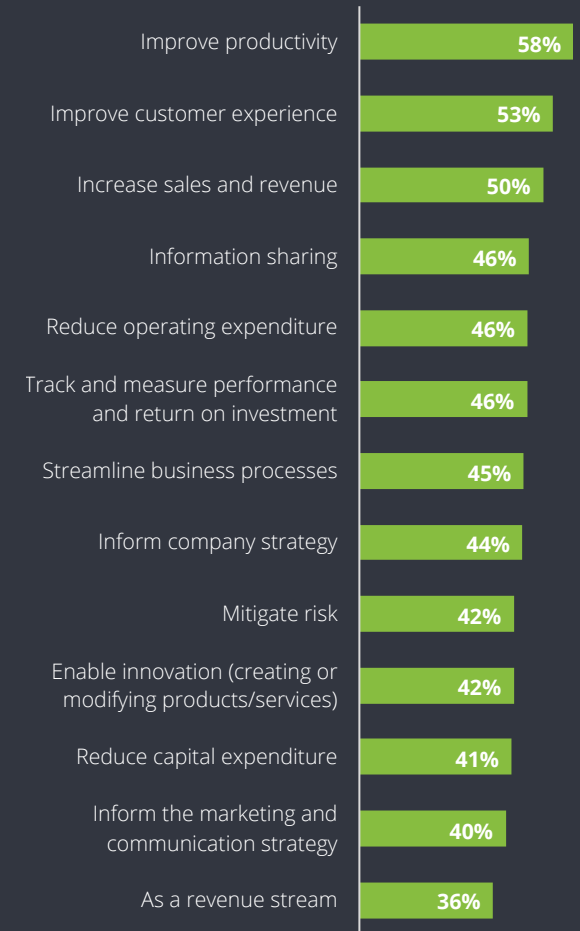 Improve productivity 58%
Improve customer experience 53%
Increase sales and revenue 50%
Information sharing 46%
Reduce operating expenditure 46%
Track and measure performance
and return on investment 46%
Streamline business processes 45%
Inform company strategy 44%
Mitigate risk 42%
Enable innovation (creating or
modifying products/services) 42%
Reduce capital expenditure 41%
Inform the marketing and
communication strategy 40%
As a revenue stream 36%